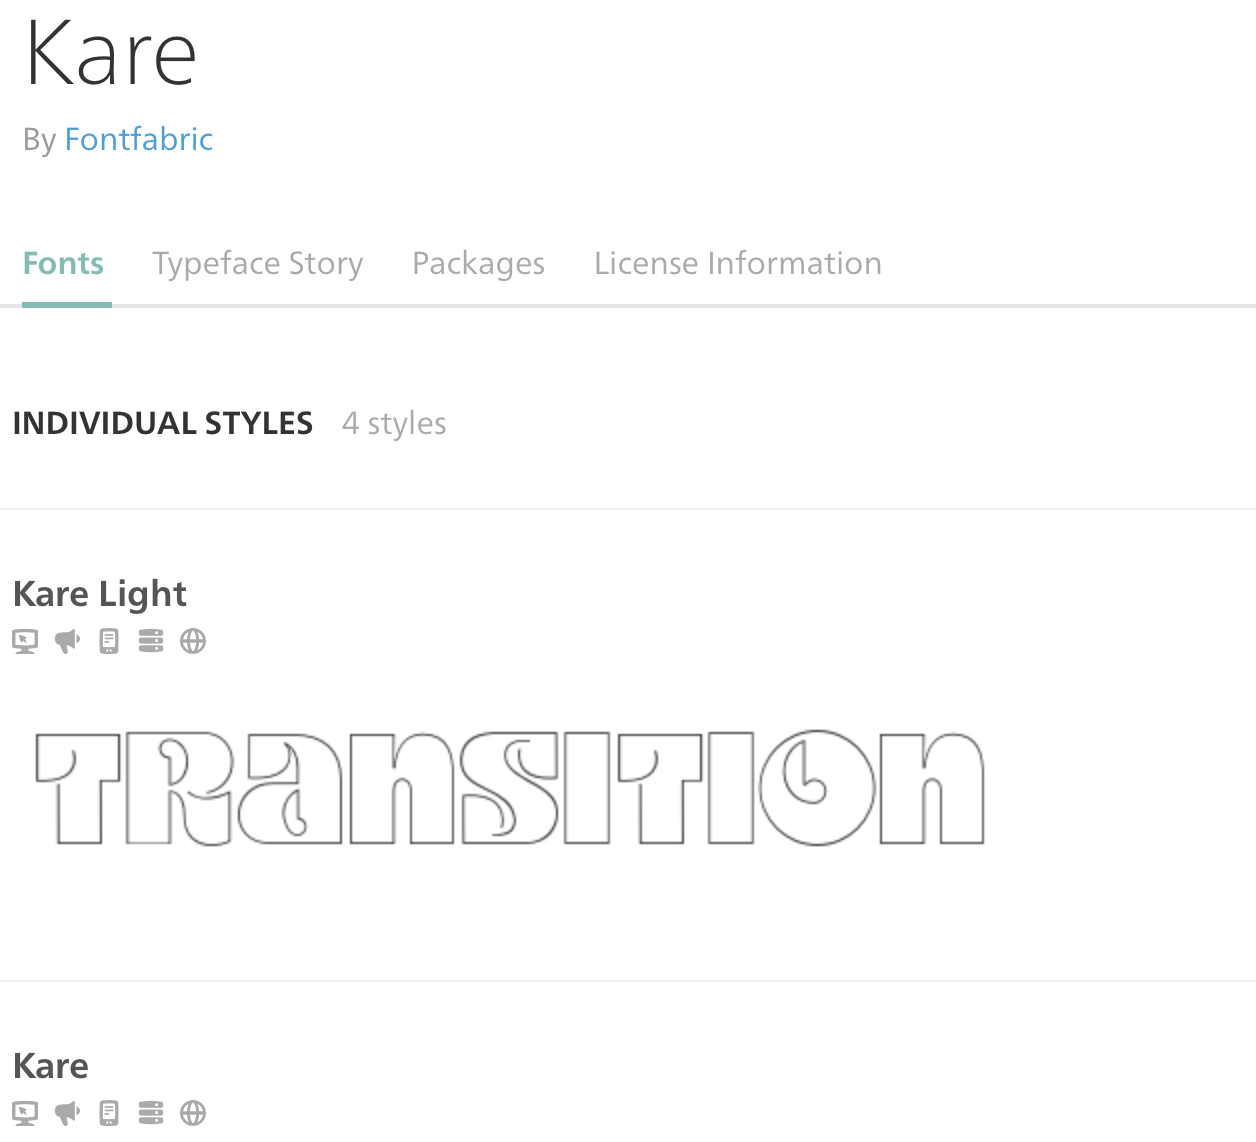 Kare
By Fontfabric
Fonts Typeface Story Packages License Information
INDIVIDUAL STYLES 4 styles
Kare Light
TRanSITIOn
Kare